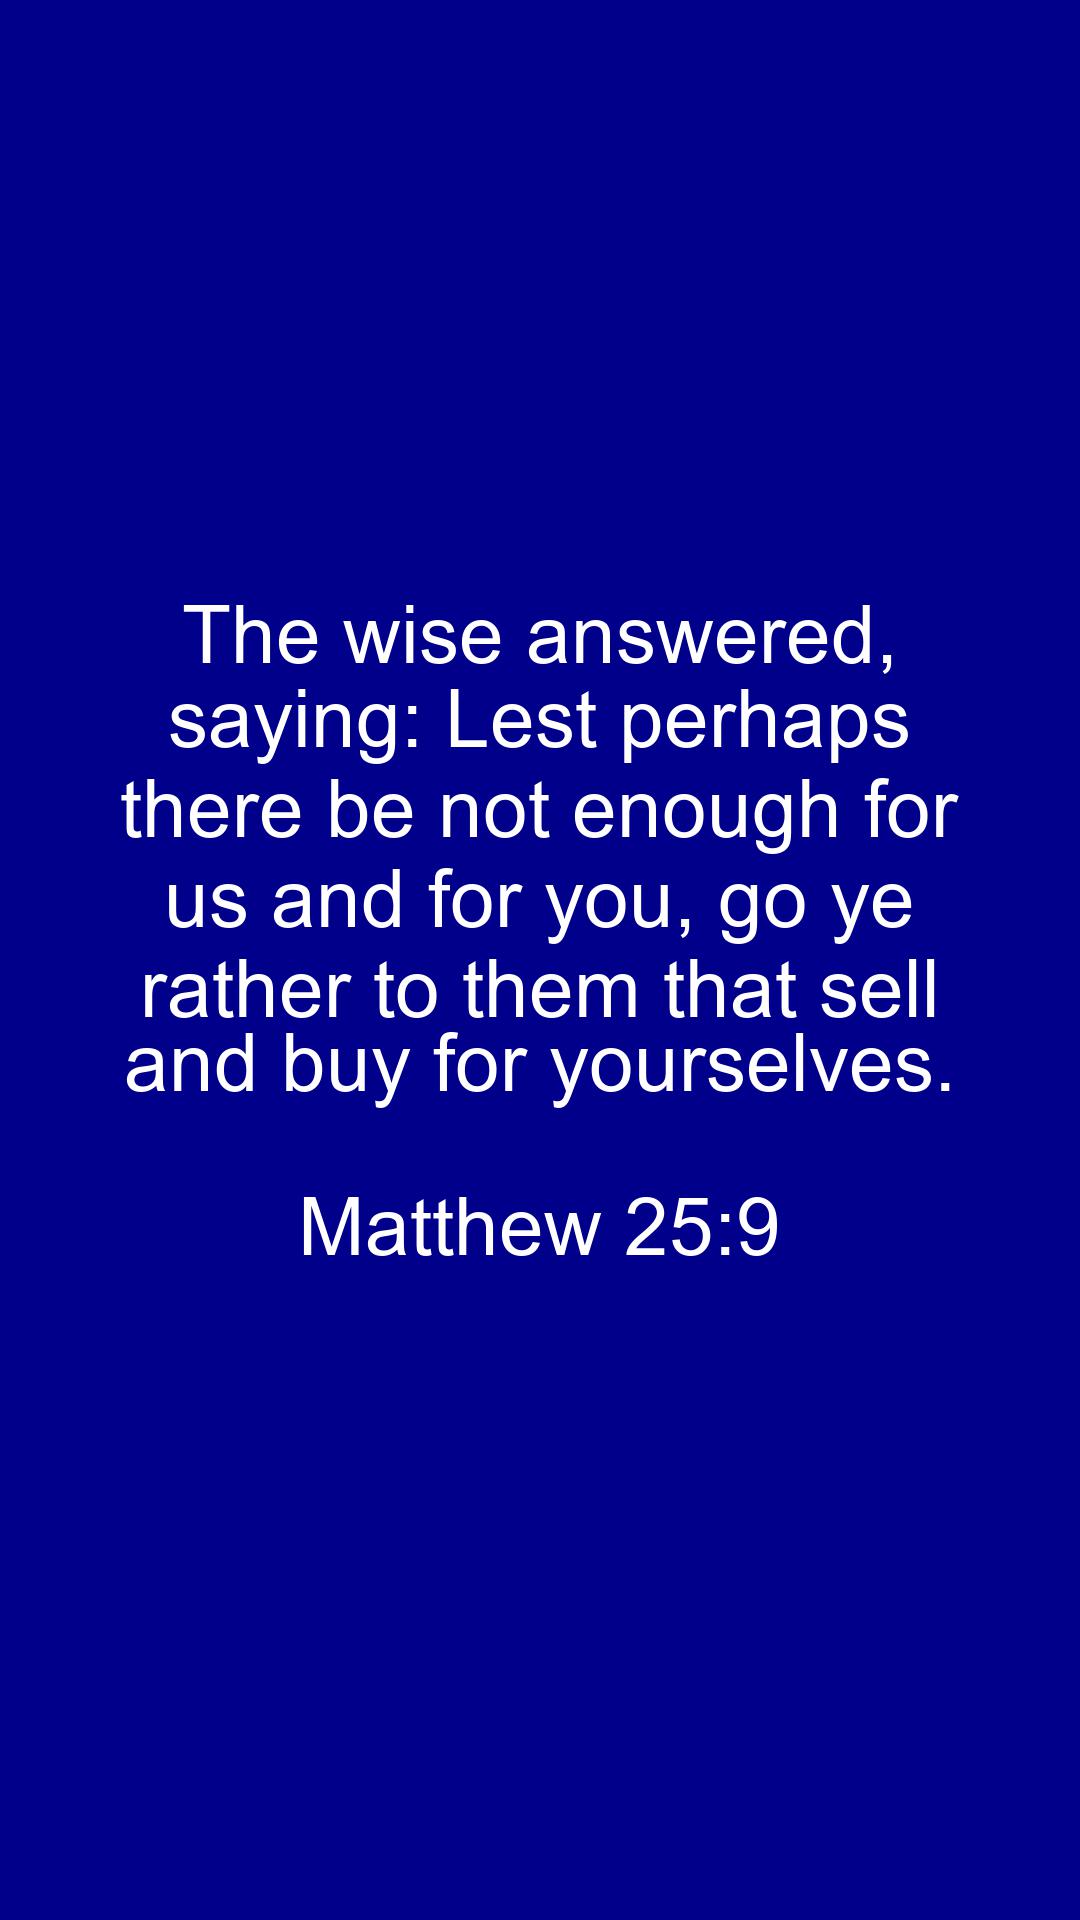 The wise answered,
saying: Lest perhaps
there be not enough for
us and for you, go ye
rather to them that sell
and buy for yourselves.
Matthew 25:9